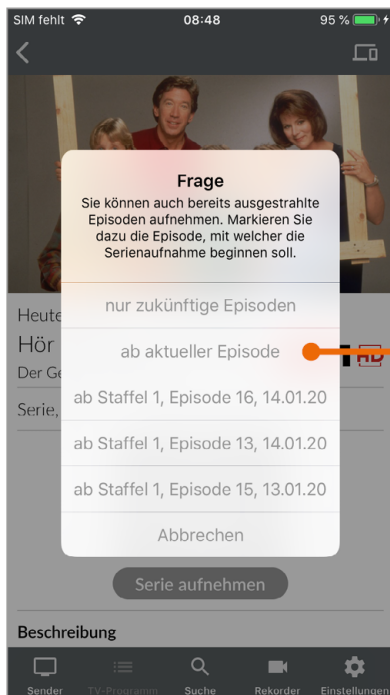 SIM fehlt 08:48 95 %
Frage
Sie können auch bereits ausgestrahlte
Episoden aufnehmen. Markieren Sie
dazu die Episode, mit welcher die
Serienaufnahme beginnen soll.
nur zukünftige Episoden
Heute
Hör
ab aktueller Episode
HD
Der Ge
ab Staffel 1, Episode 16, 14.01.20
Serie,
ab Staffel 1, Episode 13, 14.01.20
ab Staffel 1, Episode 15, 13.01.20
Abbrechen
Serie aufnehmen
Beschreibung
Sender TV-Programm Suche Rekorder Einstellungen